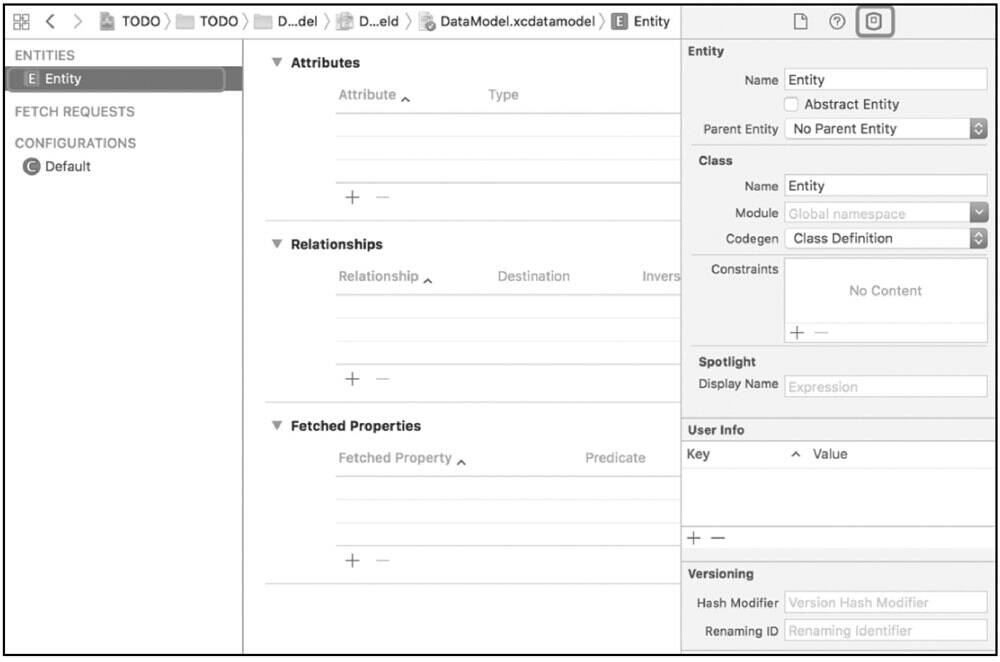 TODO 〉 TODO 〉 D...del 〉 D...eld 〉 DataModel.xcdatamodel 〉 E Entity
ENTITIES
E Entity
FETCH REQUESTS
CONFIGURATIONS
C Default
Attributes
Attribute Type
+ −
Relationships
Relationship Destination Invers
+ −
Fetched Properties
Fetched Property Predicate
+ −
?
Entity
Name Entity
Abstract Entity
Parent Entity No Parent Entity
Class
Name Entity
Module Global namespace
Codegen Class Definition
Constraints
No Content
+ −
Spotlight
Display Name Expression
User Info
Key Value
+ −
Versioning
Hash Modifier Version Hash Modifier
Renaming ID Renaming Identifier